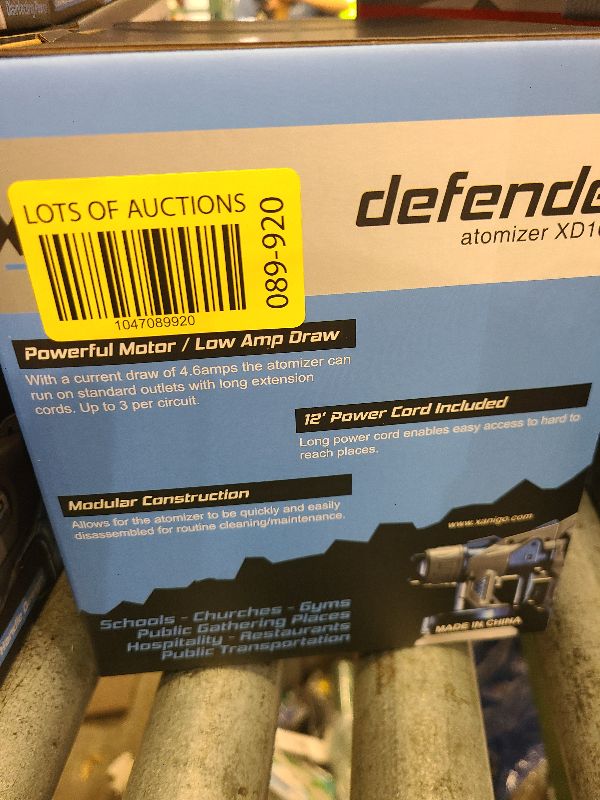 LOTS OF AUCTIONS
089-920
1047089920
defende
atomizer XD1
Powerful Motor / Low Amp Draw
With a current draw of 4.6amps the atomizer can
run on standard outlets with long extension
cords. Up to 3 per circuit.
12' Power Cord Included
Long power cord enables easy access to hard to
reach places.
Modular Construction
Allows for the atomizer to be quickly and easily
disassembled for routine cleaning/maintenance.
www.xanigo.com
Schools - Churches - Gyms
Public Gathering Places
Hospitality - Restaurants
Public Transportation
MADE IN CHINA